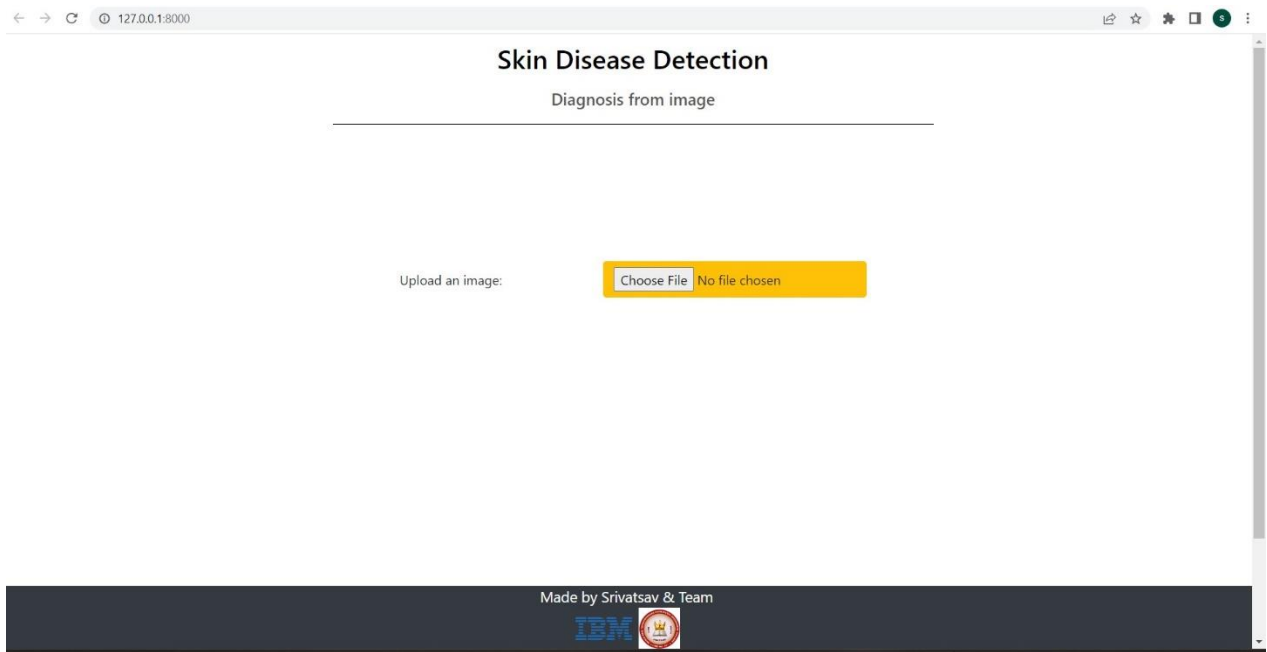 127.0.0.1:8000
S
Skin Disease Detection
Diagnosis from image
Upload an image: Choose File No file chosen
Made by Srivatsav & Team
IBM